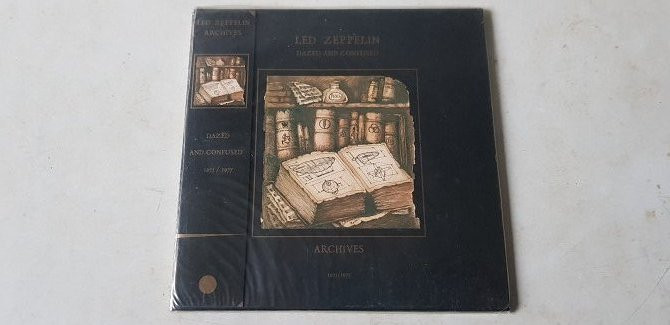 LED ZEPPELIN
ARCHIVES
DAZED
AND CONFUSED
LED ZEPPELIN
DAZED AND CONFUSED
ARCHIVES